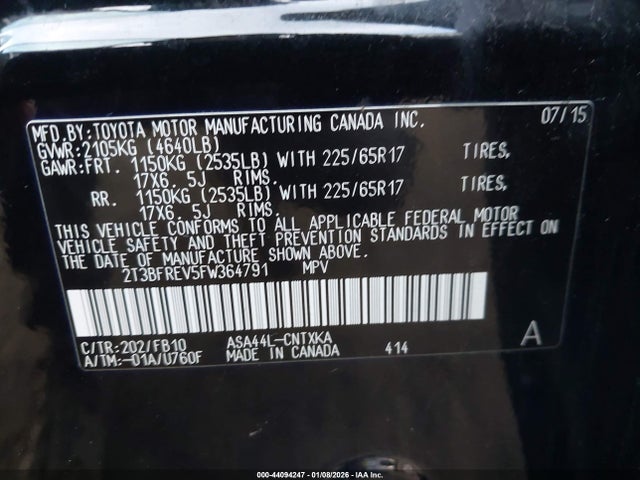 MFD.BY:TOYOTA MOTOR MANUFACTURING CANADA INC. 07/15
GVWR:2105KG (4640LB)
GAWR:FRT. 1150KG (2535LB) WITH 225/65R17 TIRES,
17X6.5J RIMS.
RR. 1150KG (2535LB) WITH 225/65R17 TIRES,
17X6.5J RIMS.
THIS VEHICLE CONFORMS TO ALL APPLICABLE FEDERAL MOTOR
VEHICLE SAFETY AND THEFT PREVENTION STANDARDS IN EFFECT ON
THE DATE OF MANUFACTURE SHOWN ABOVE.
2T3BFREV5FW364791 MPV
C/TR:202/FB10 ASA44L-CNTXKA A
A/TM:-01A/U760F MADE IN CANADA 414
000-44094247 - 01/08/2026 - IAA Inc.